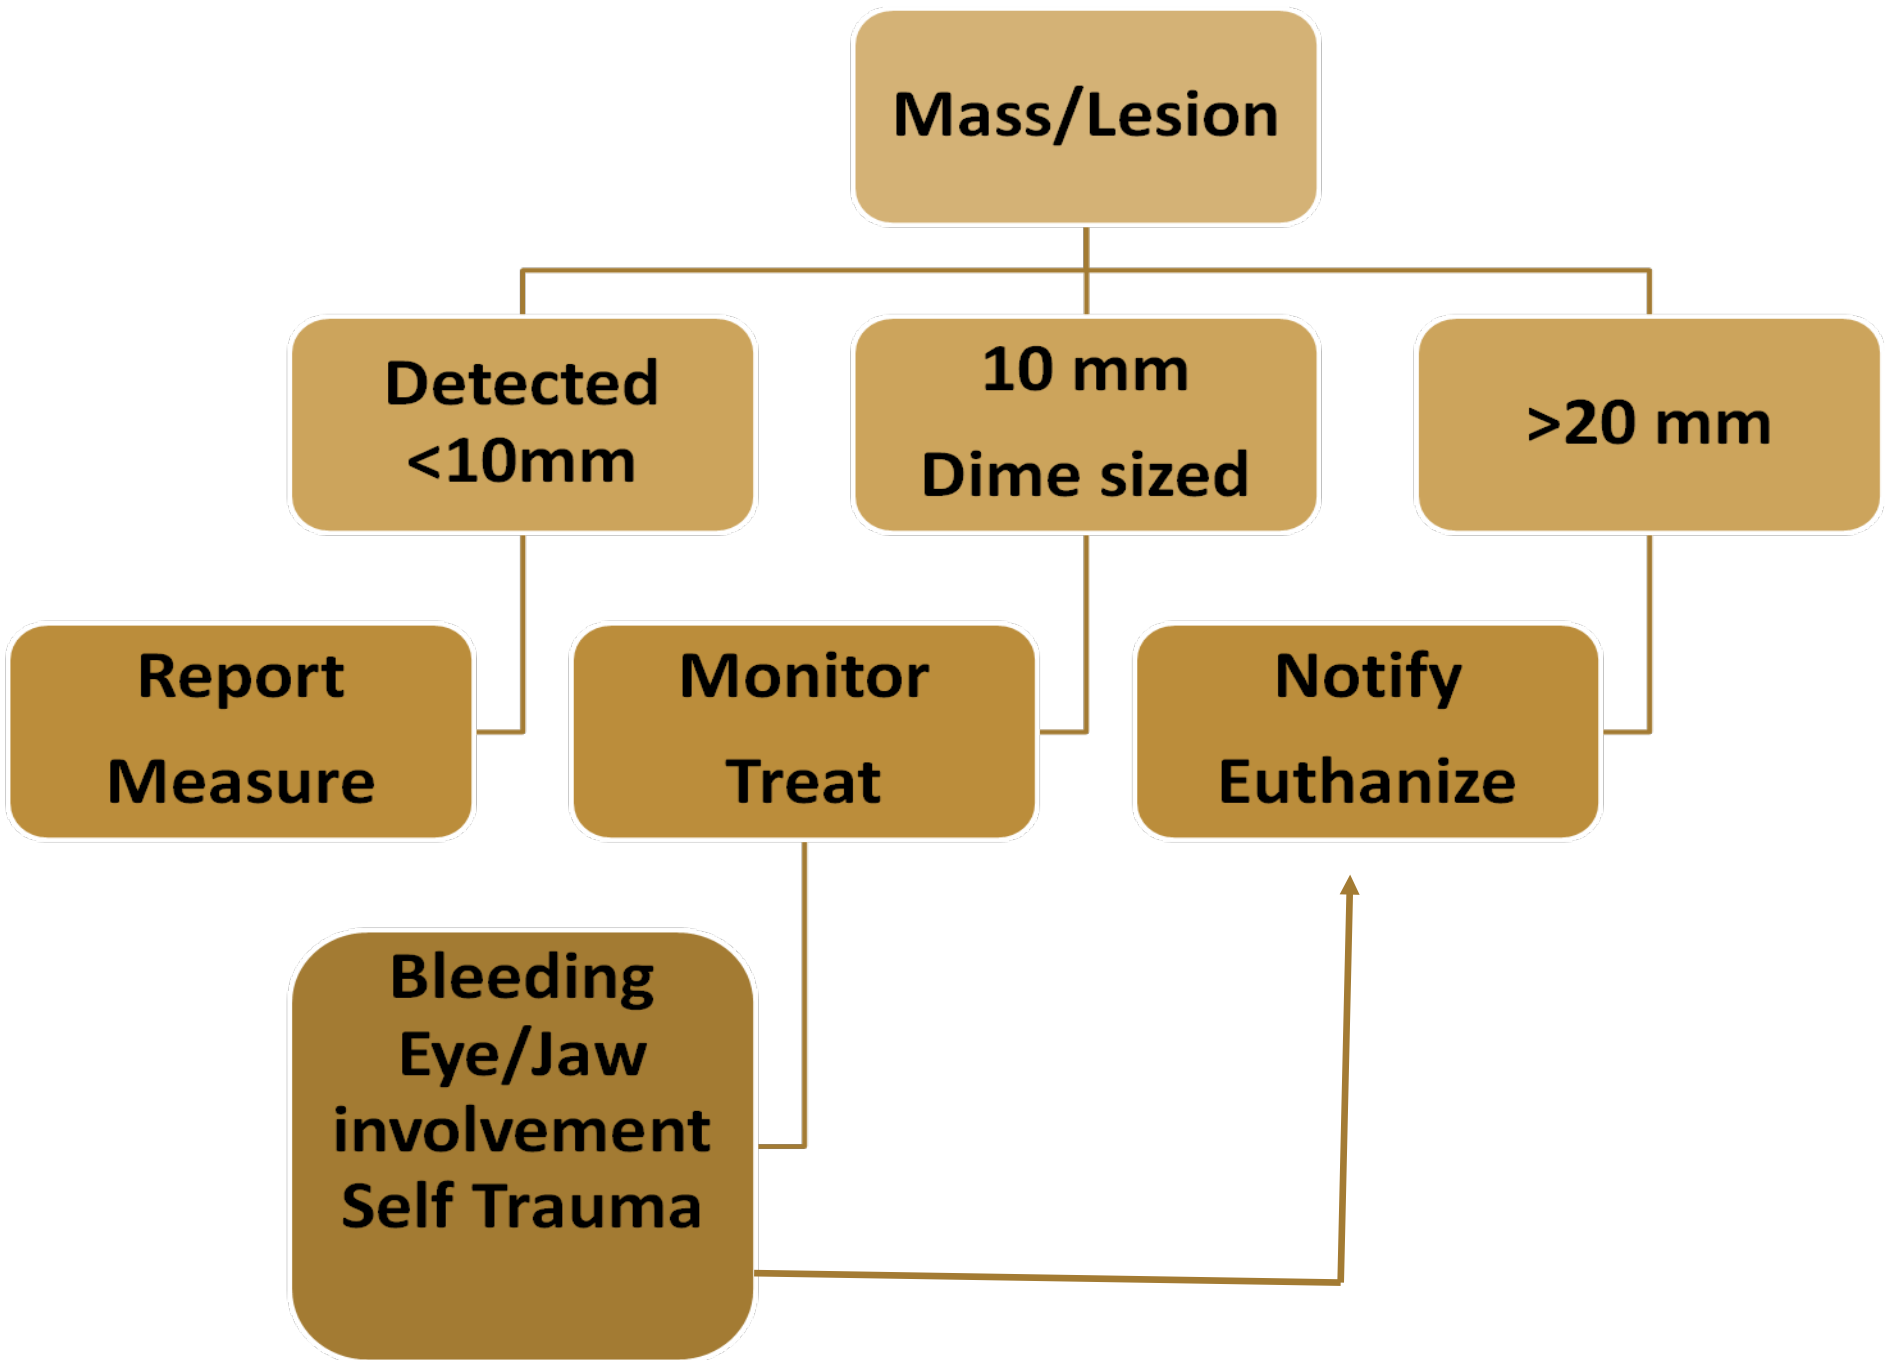 Mass/Lesion
Detected
<10mm
10 mm
Dime sized
>20 mm
Report
Measure
Monitor
Treat
Notify
Euthanize
Bleeding
Eye/Jaw
involvement
Self Trauma